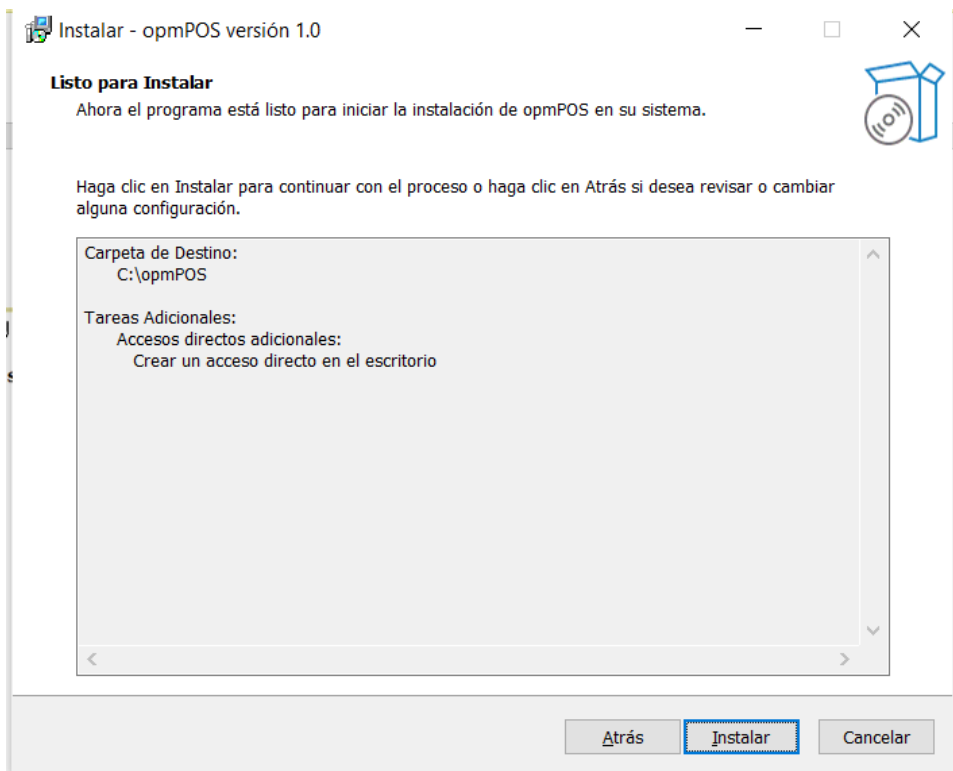 Instalar - opmPOS versión 1.0
Listo para Instalar
Ahora el programa está listo para iniciar la instalación de opmPOS en su sistema.
Haga clic en Instalar para continuar con el proceso o haga clic en Atrás si desea revisar o cambiar
alguna configuración.
Carpeta de Destino:
C:\opmPOS
Tareas Adicionales:
Accesos directos adicionales:
Crear un acceso directo en el escritorio
Atrás
Instalar
Cancelar